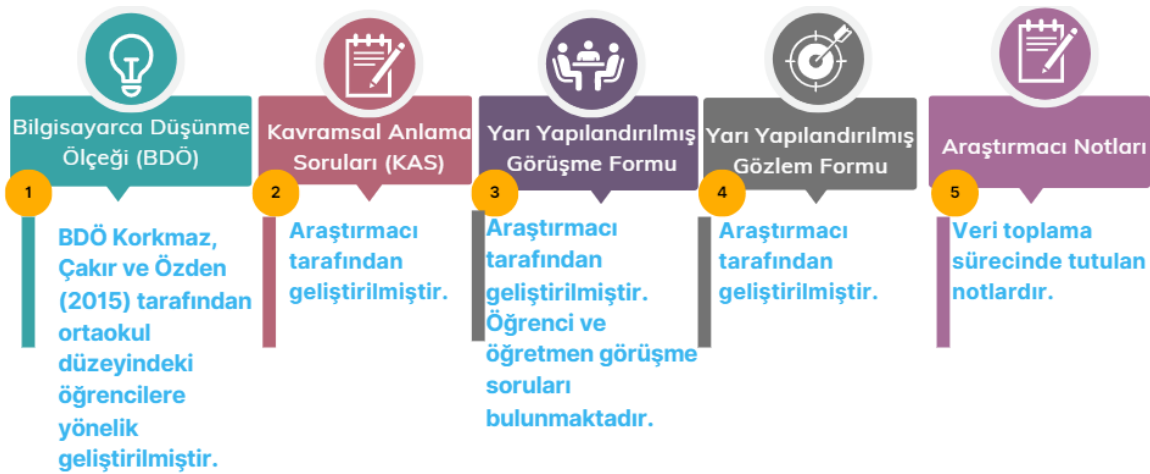 Bilgisayarca Düşünme
Ölçeği (BDÖ)
1
BDÖ Korkmaz,
Çakır ve Özden
(2015) tarafından
ortaokul
düzeyindeki
öğrencilere
yönelik
geliştirilmiştir.
Kavramsal Anlama
Soruları (KAS)
2
Araştırmacı
tarafından
geliştirilmiştir.
Yarı Yapılandırılmış
Görüşme Formu
3
Araştırmacı
tarafından
geliştirilmiştir.
Öğrenci ve
öğretmen görüşme
soruları
bulunmaktadır.
Yarı Yapılandırılmış
Gözlem Formu
4
Araştırmacı
tarafından
geliştirilmiştir.
Araştırmacı Notları
5
Veri toplama
sürecinde tutulan
notlardır.